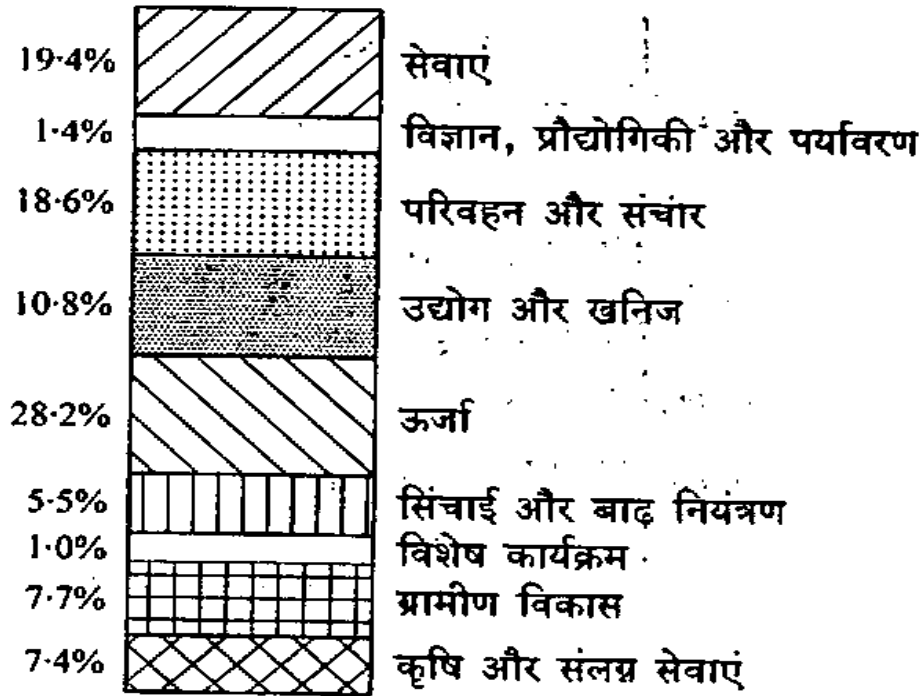 19·4% सेवाएं
1·4% विज्ञान, प्रौद्योगिकी और पर्यावरण
18·6% परिवहन और संचार
10·8% उद्योग और खनिज
28·2% ऊर्जा
5·5% सिंचाई और बाढ़ नियंत्रण
1·0% विशेष कार्यक्रम
7·7% ग्रामीण विकास
7·4% कृषि और संलग्न सेवाएं